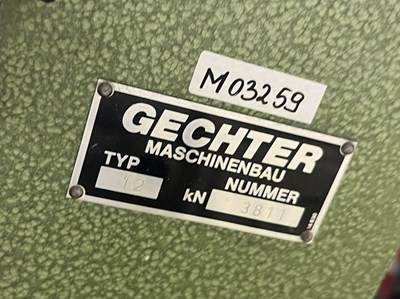 M03259
GECHTER
MASCHINENBAU
TYP NUMMER
12 kN 3811